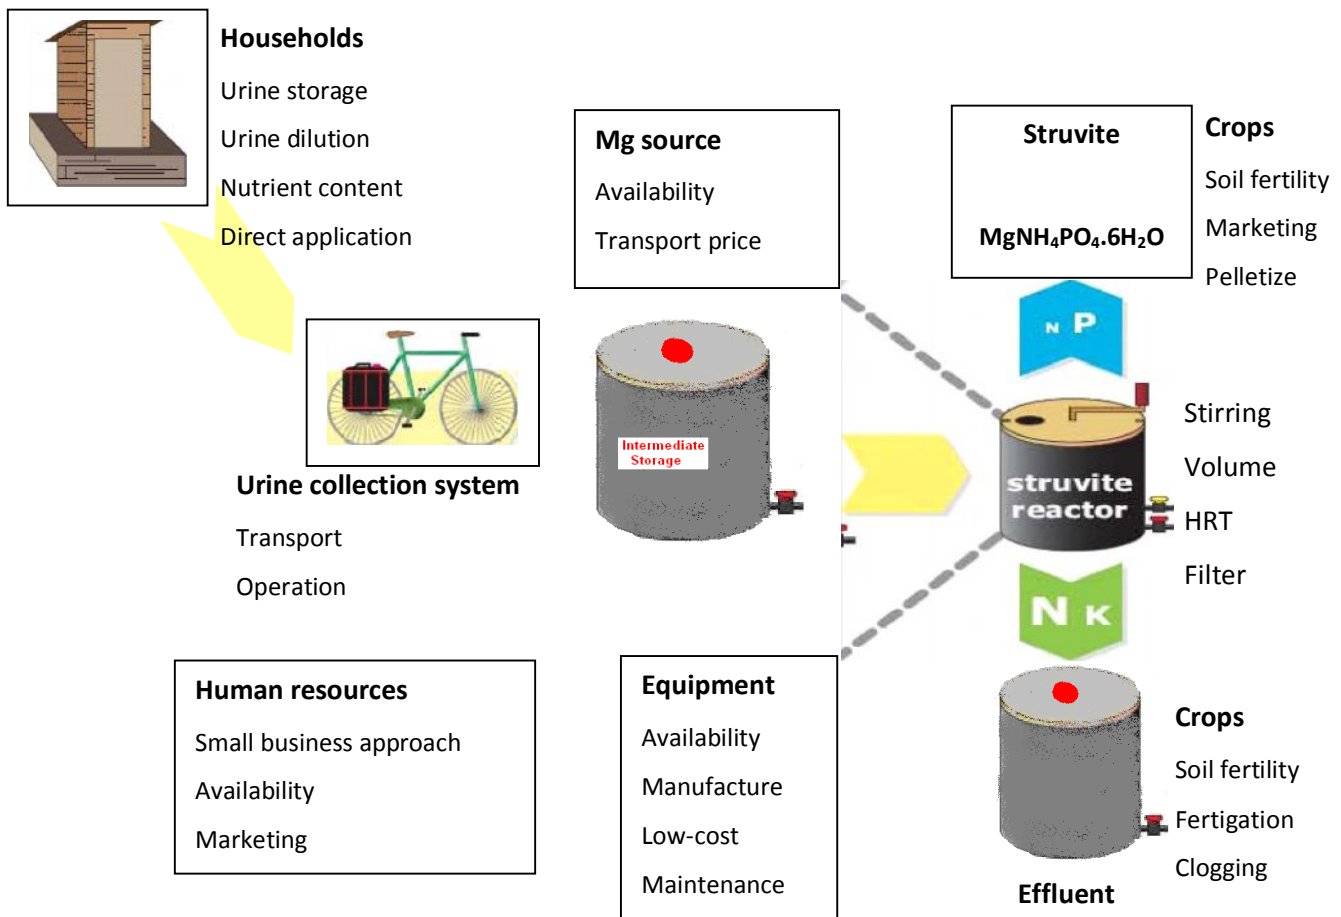 Households
Urine storage
Urine dilution
Nutrient content
Direct application
Mg source
Availability
Transport price
Struvite
MgNH₄PO₄.6H₂O
Crops
Soil fertility
Marketing
Pelletize
N P
Intermediate
Storage
Urine collection system
Transport
Operation
struvite
reactor
Stirring
Volume
HRT
Filter
N K
Human resources
Small business approach
Availability
Marketing
Equipment
Availability
Manufacture
Low-cost
Maintenance
Crops
Soil fertility
Fertigation
Clogging
Effluent